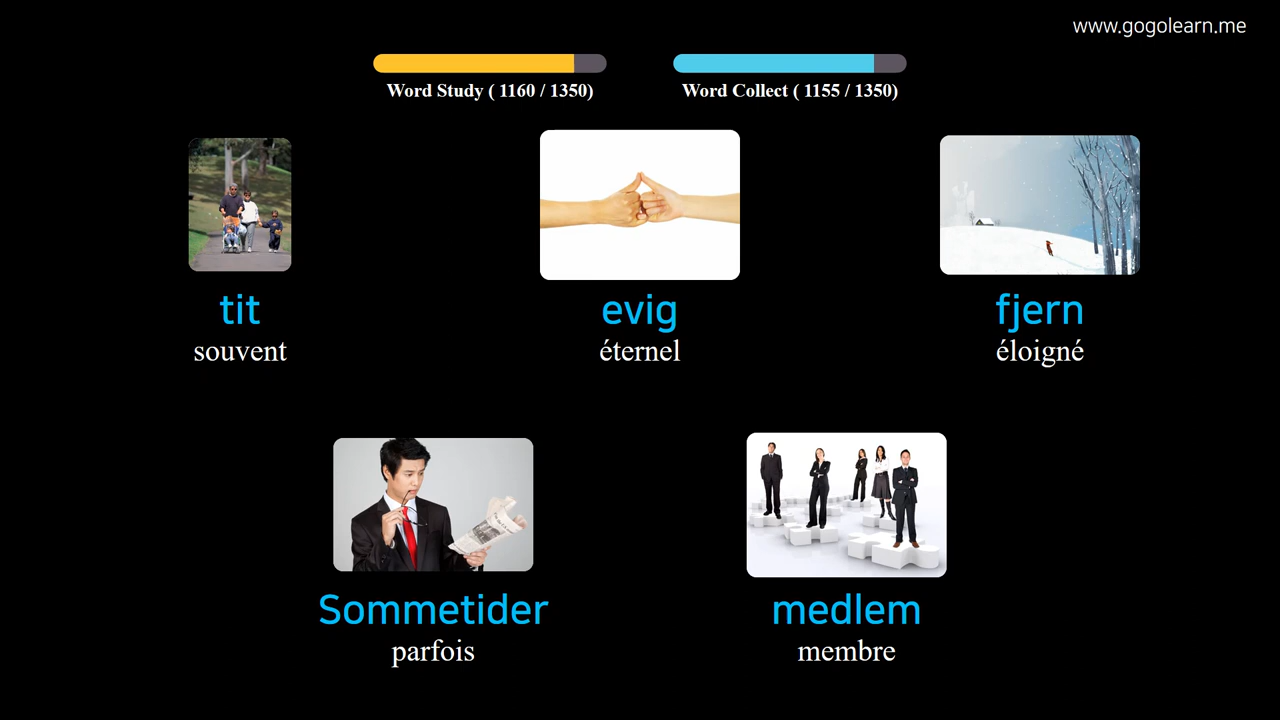 www.gogolearn.me
Word Study ( 1160 / 1350)
Word Collect ( 1155 / 1350)
tit
souvent
evig
éternel
fjern
éloigné
Sommetider
parfois
medlem
membre